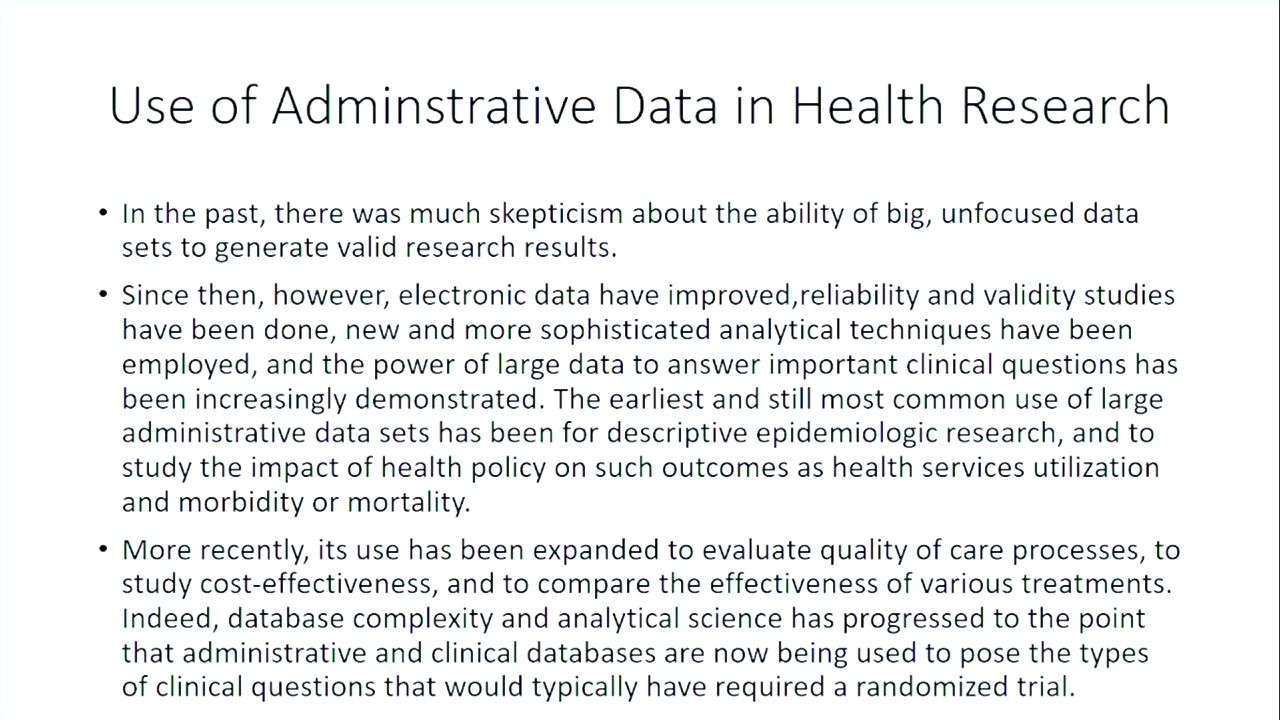 Use of Adminstrative Data in Health Research
• In the past, there was much skepticism about the ability of big, unfocused data
sets to generate valid research results.
• Since then, however, electronic data have improved,reliability and validity studies
have been done, new and more sophisticated analytical techniques have been
employed, and the power of large data to answer important clinical questions has
been increasingly demonstrated. The earliest and still most common use of large
administrative data sets has been for descriptive epidemiologic research, and to
study the impact of health policy on such outcomes as health services utilization
and morbidity or mortality.
• More recently, its use has been expanded to evaluate quality of care processes, to
study cost-effectiveness, and to compare the effectiveness of various treatments.
Indeed, database complexity and analytical science has progressed to the point
that administrative and clinical databases are now being used to pose the types
of clinical questions that would typically have required a randomized trial.